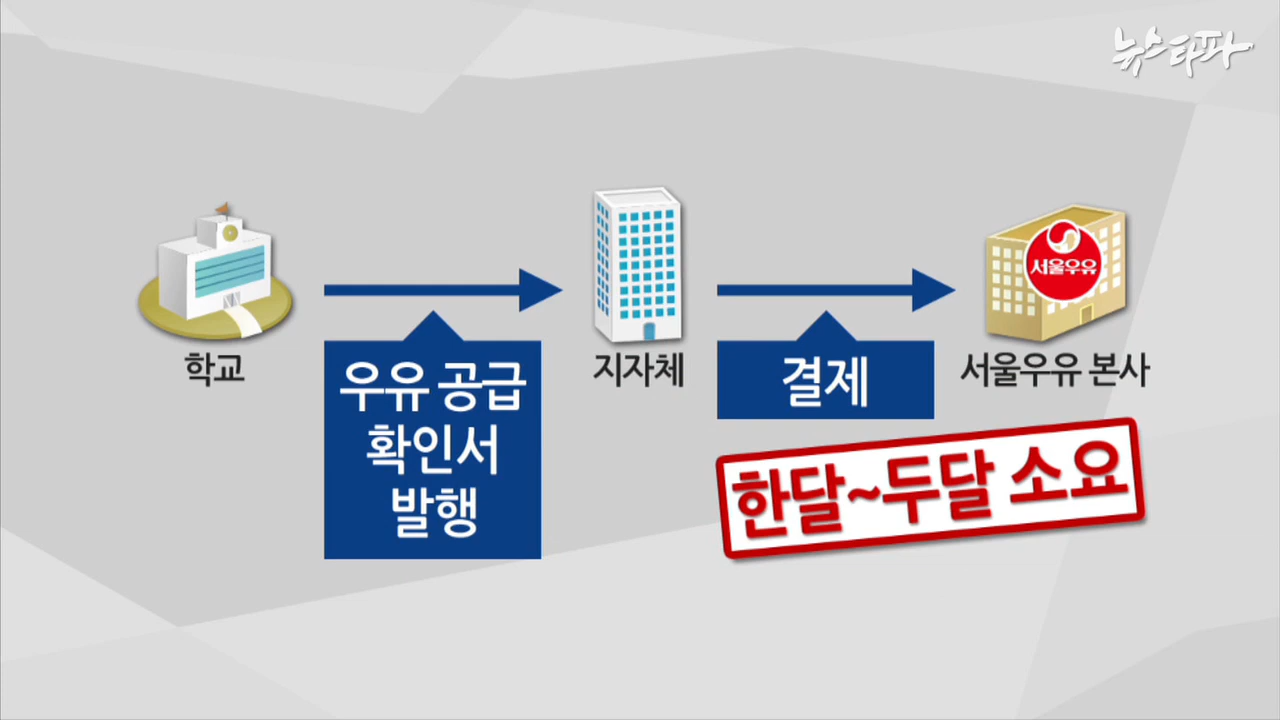 뉴스타파
서울우유
학교
지자체
서울우유 본사
우유 공급
확인서
발행
결제
한달~두달 소요